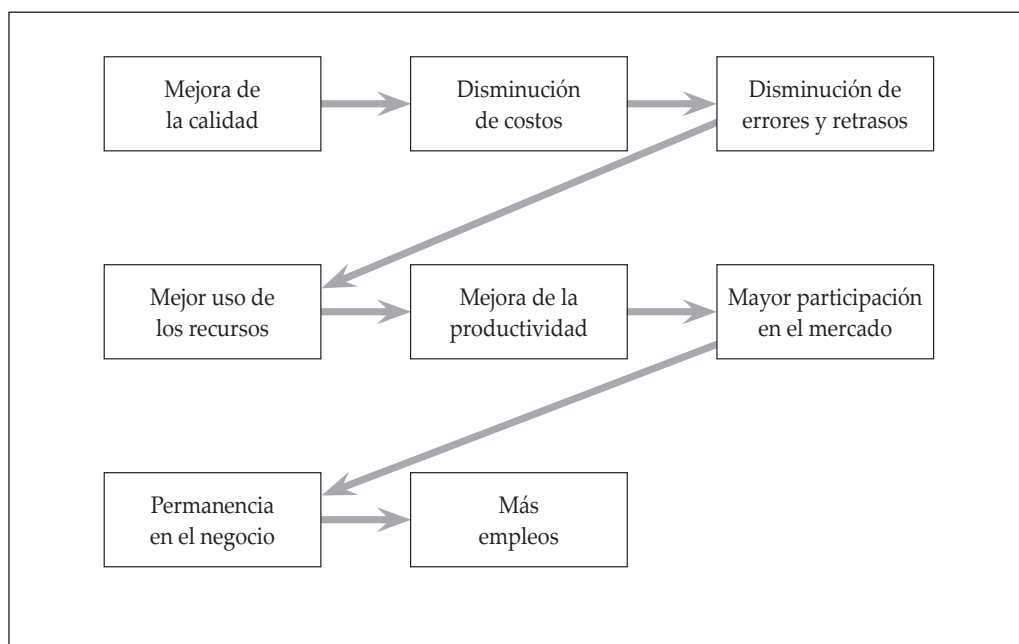 Mejora de
la calidad
Disminución
de costos
Disminución de
errores y retrasos
Mejor uso de
los recursos
Mejora de la
productividad
Mayor participación
en el mercado
Permanencia
en el negocio
Más
empleos